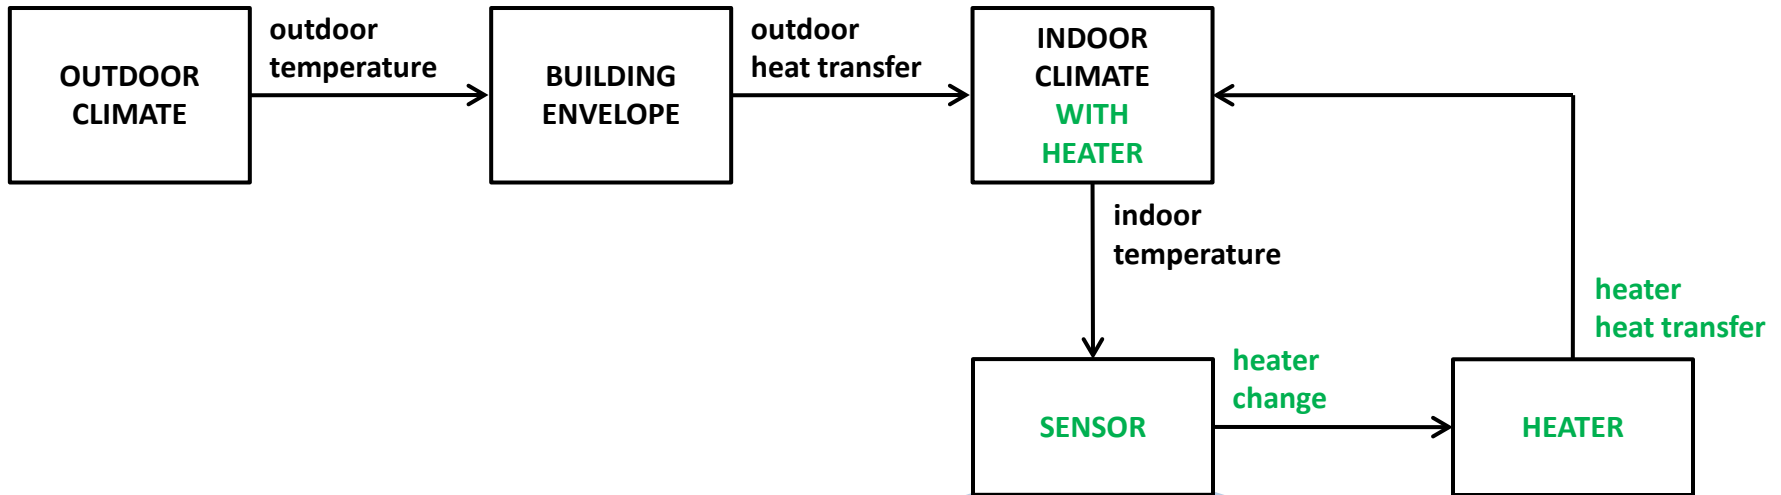 OUTDOOR
CLIMATE
outdoor
temperature
BUILDING
ENVELOPE
outdoor
heat transfer
INDOOR
CLIMATE
WITH
HEATER
indoor
temperature
SENSOR
heater
change
HEATER
heater
heat transfer